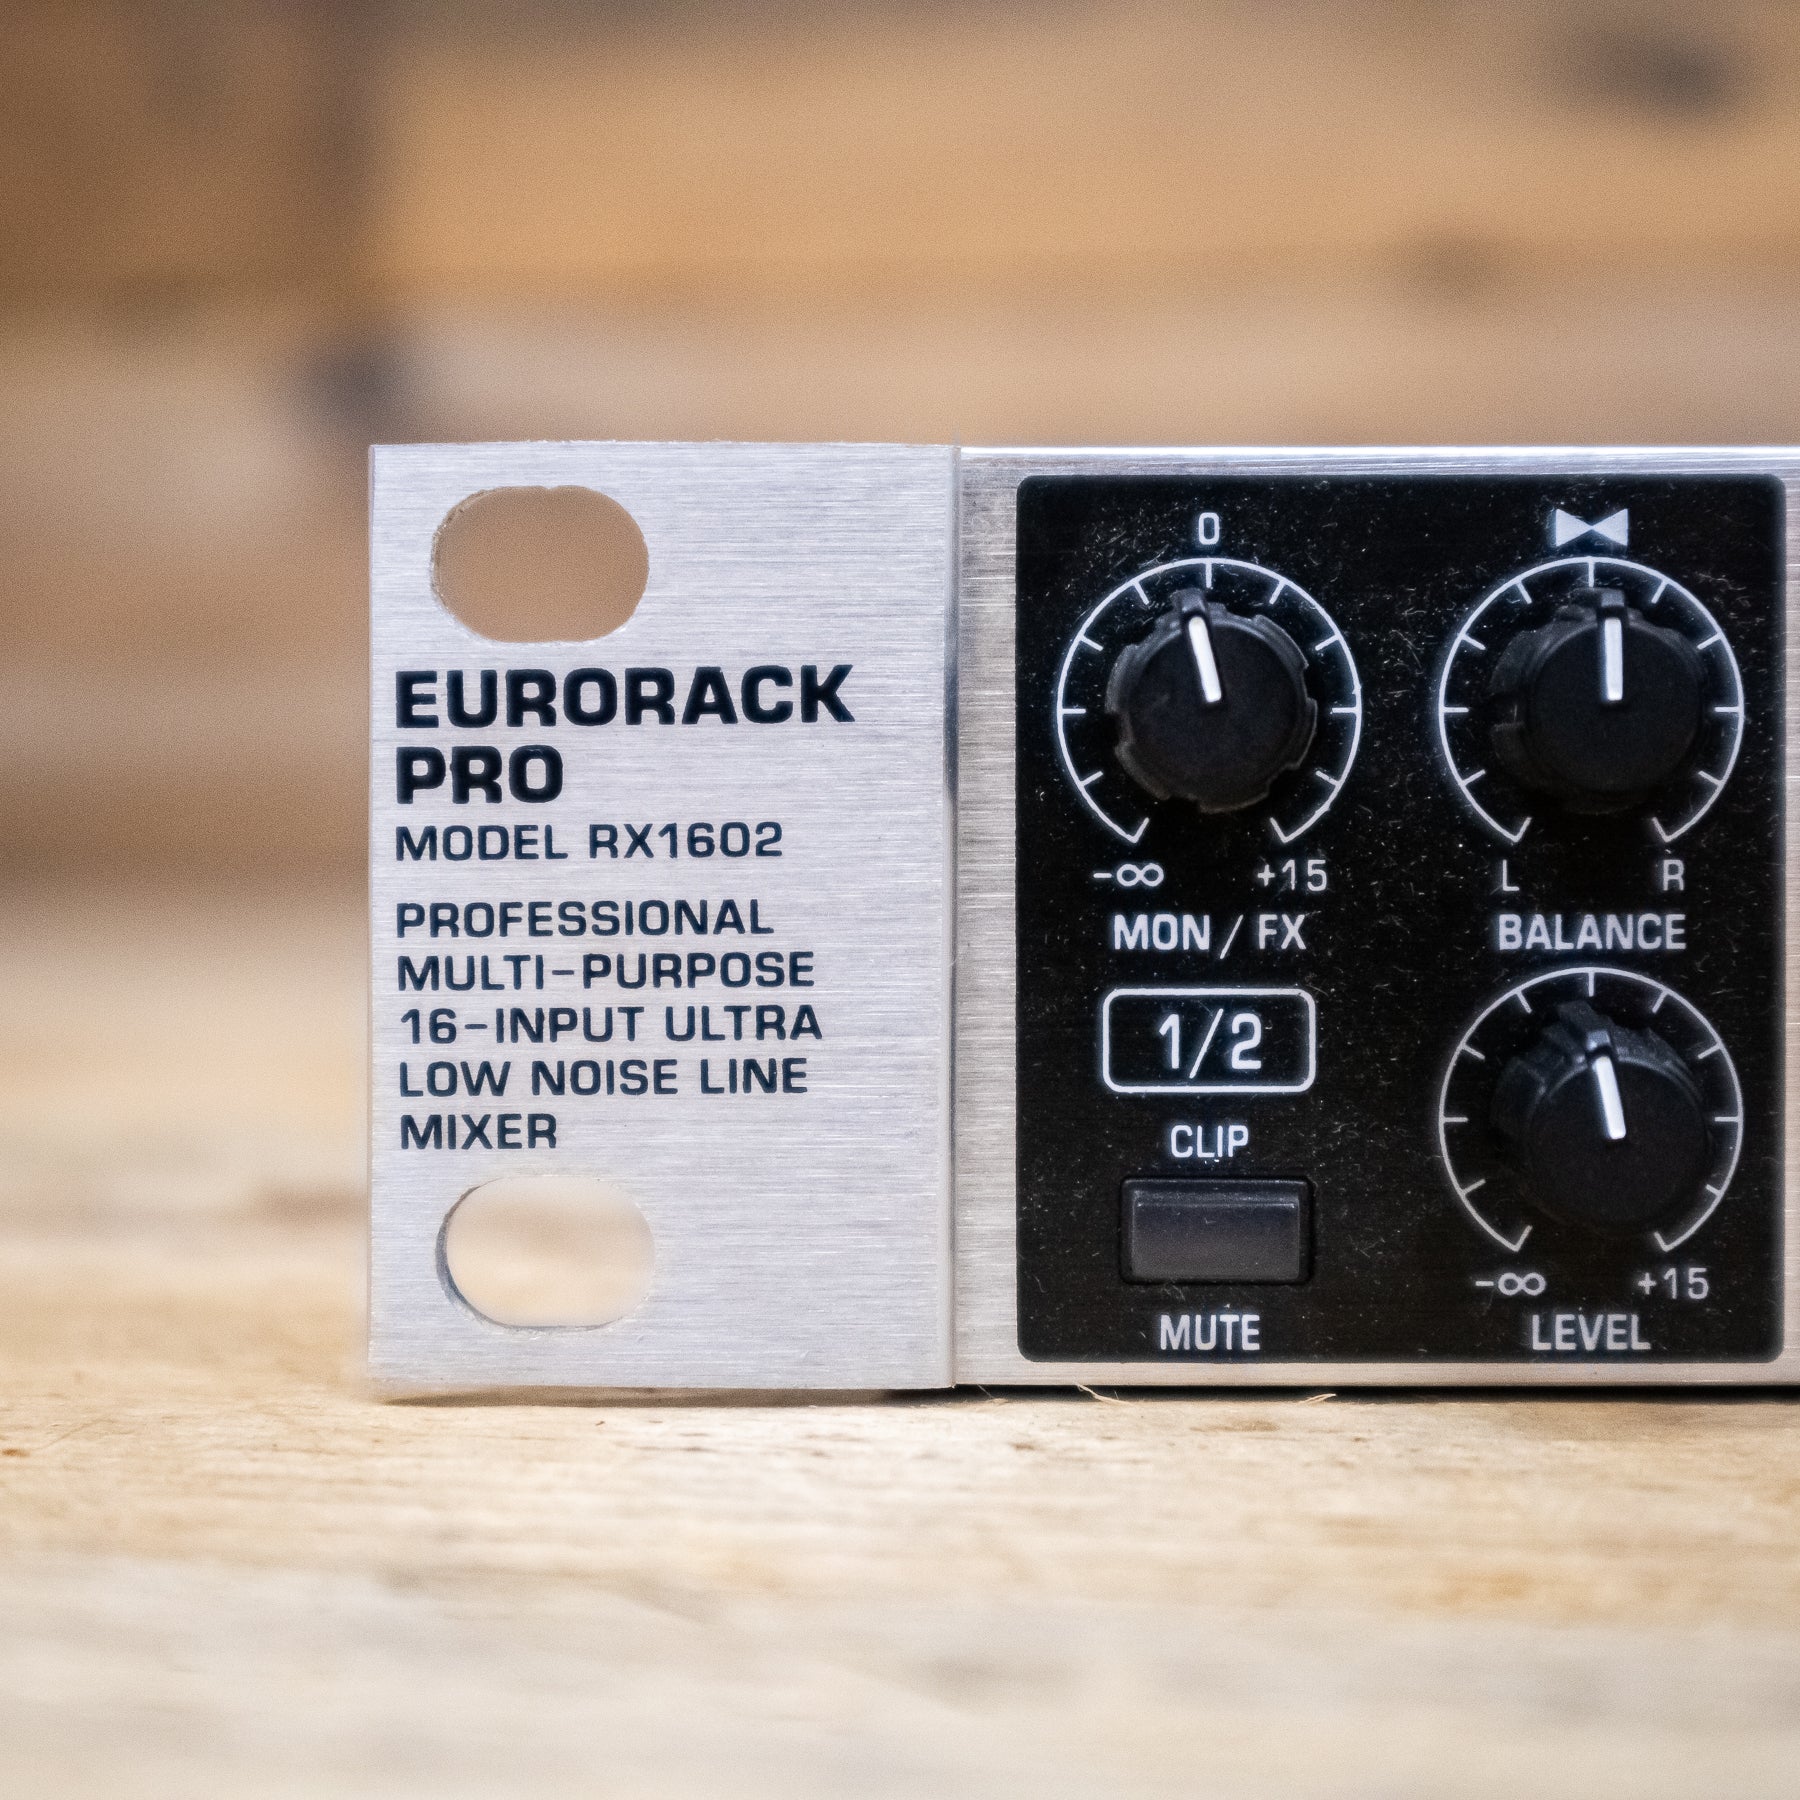 EURORACK
PRO
MODEL RX1602
PROFESSIONAL
MULTI-PURPOSE
16-INPUT ULTRA
LOW NOISE LINE
MIXER
0
-∞ +15
MON / FX
L R
BALANCE
1/2
CLIP
MUTE
-∞ +15
LEVEL